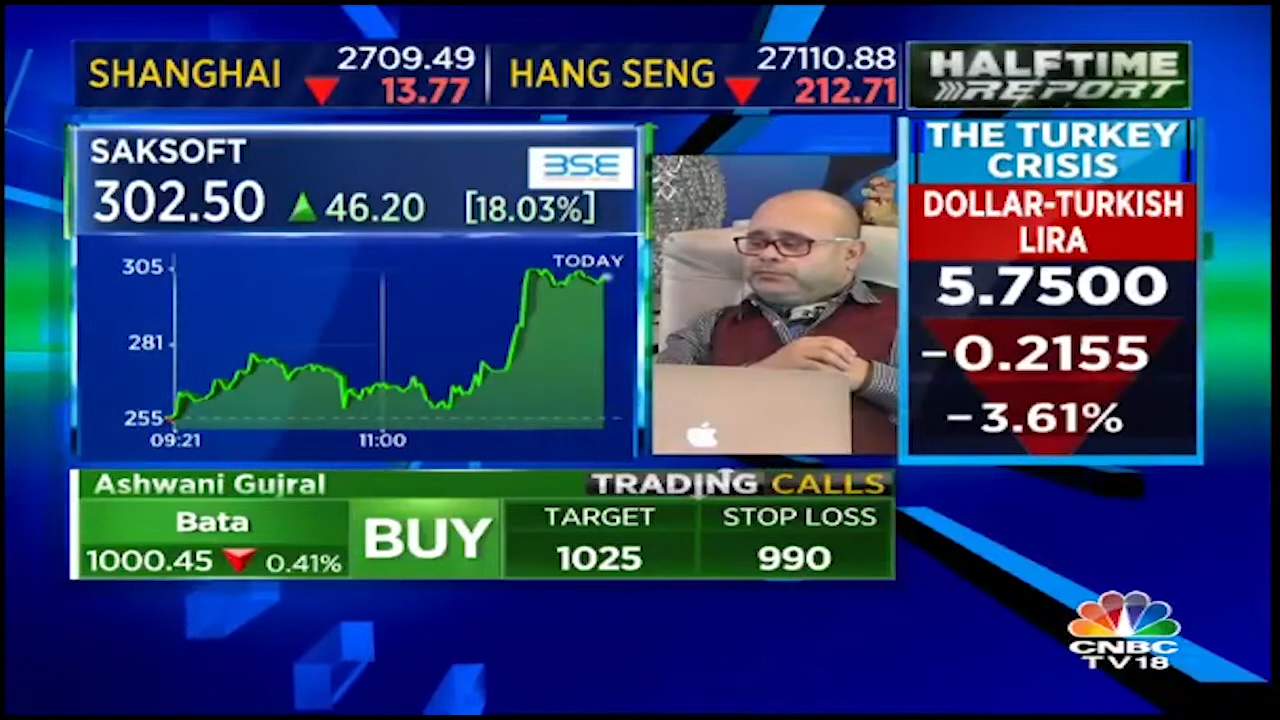 SHANGHAI 2709.49 HANG SENG 27110.88
13.77 212.71
HALFTIME
REPORT
SAKSOFT
BSE
302.50 46.20 [18.03%]
TODAY
305
281
255
09:21 11:00
THE TURKEY
CRISIS
DOLLAR-TURKISH
LIRA
5.7500
-0.2155
-3.61%
Ashwani Gujral TRADING CALLS
Bata
1000.45 0.41%
BUY
TARGET STOP LOSS
1025 990
CNBC
TV18